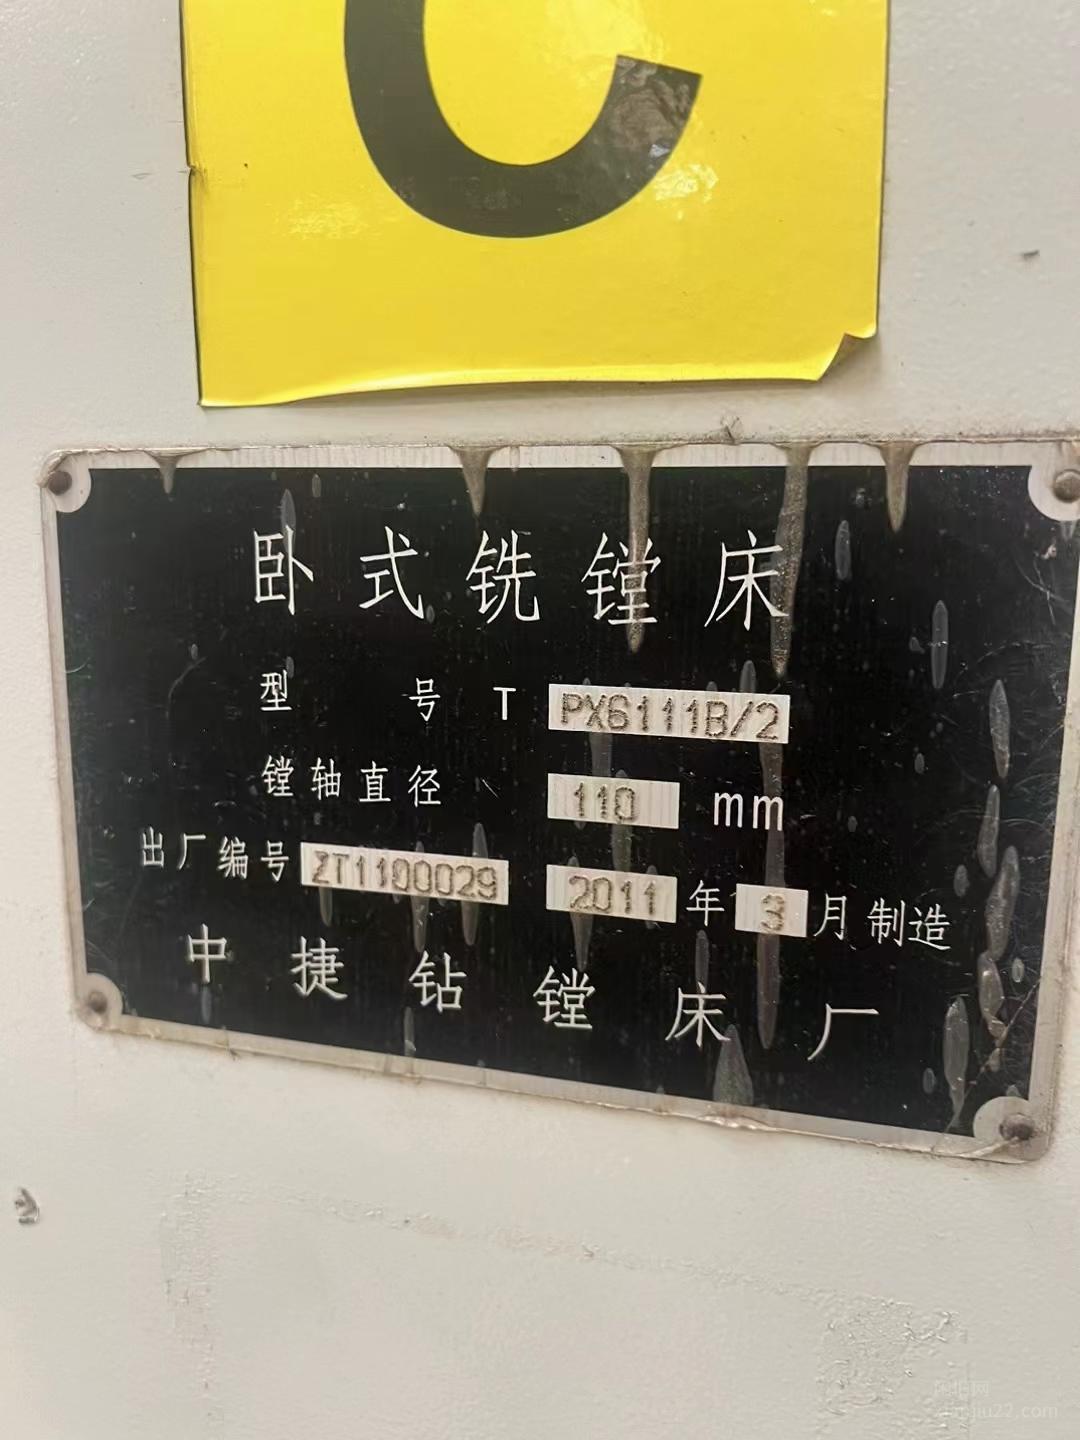 C
卧式铣镗床
型号 T PX6111B/2
镗轴直径 110 mm
出厂编号 ZT1100029 2011 年 3 月制造
中捷钻镗床厂